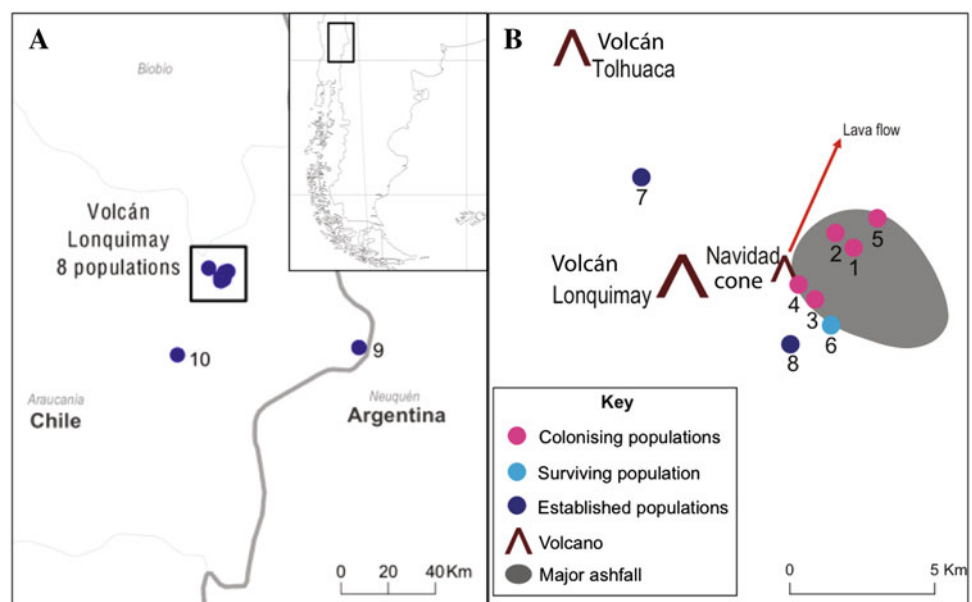 A
Biobio
Volcán
Lonquimay
8 populations
10
9
Araucania
Chile
Neuquén
Argentina
0 20 40 Km
B
Volcán
Tolhuaca
Lava flow
7
5
2
1
Volcán
Lonquimay
Navidad
cone
4
3
6
8
Key
Colonising populations
Surviving population
Established populations
Volcano
Major ashfall
0 5 Km